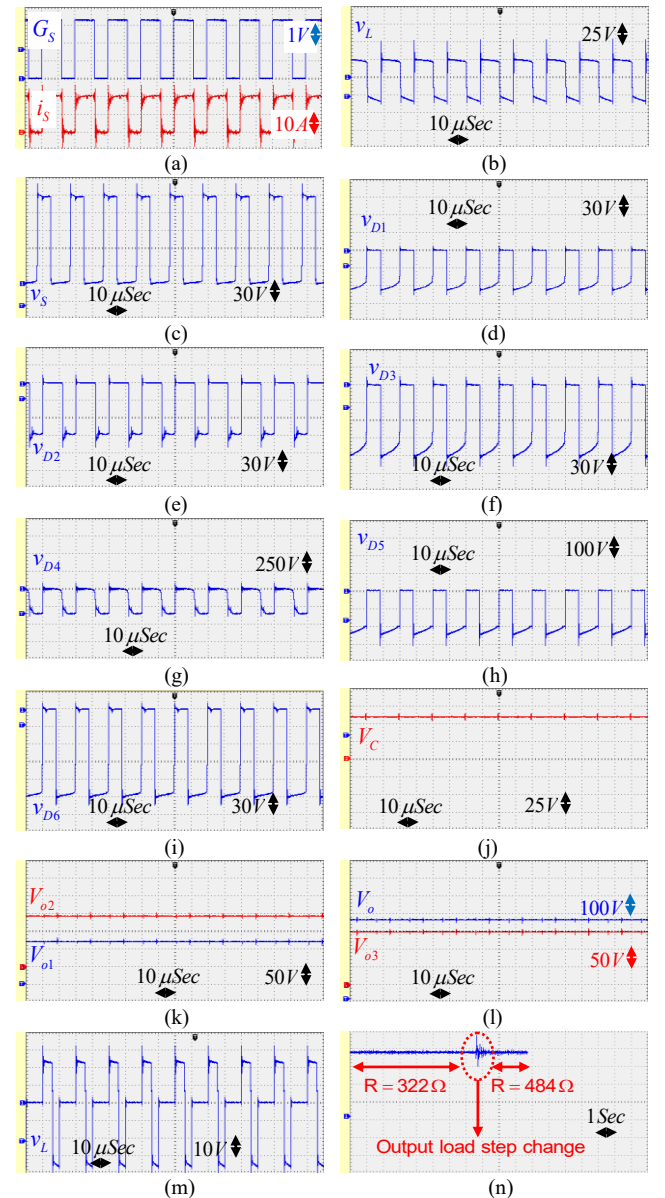 G_S
1V
i_S
10A
(a)
v_L
25V
10 μSec
(b)
v_S
10 μSec
30V
(c)
10 μSec
30V
v_D1
(d)
v_D2
10 μSec
30V
(e)
v_D3
10 μSec
30V
(f)
v_D4
250V
10 μSec
(g)
v_D5
10 μSec
100V
(h)
v_D6
10 μSec
30V
(i)
V_C
10 μSec
25V
(j)
V_o2
V_o1
10 μSec
50V
(k)
V_o
100V
V_o3
10 μSec
50V
(l)
v_L
10 μSec
10V
(m)
R = 322 Ω
R = 484 Ω
1Sec
Output load step change
(n)